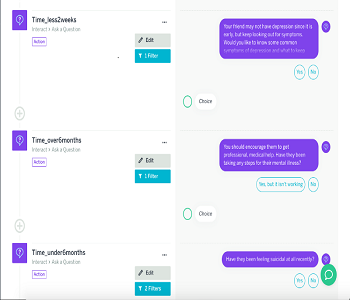 Time_less2weeks
Interact • Ask a Question
Action
Edit
1 Filter
Your friend may not have depression since it
is early, but keep looking out for symptoms.
Would you like to know some common
symptoms of depression and what to keep
Yes
No
Choice
Time_over6months
Interact • Ask a Question
Action
Edit
1 Filter
You should encourage them to get
professional, medical help. Have they been
taking any steps for their mental illness?
Yes, but it isn't working
No
Choice
Time_under6months
Interact • Ask a Question
Action
Edit
2 Filters
Have they been feeling suicidal at all recently?
Yes
No